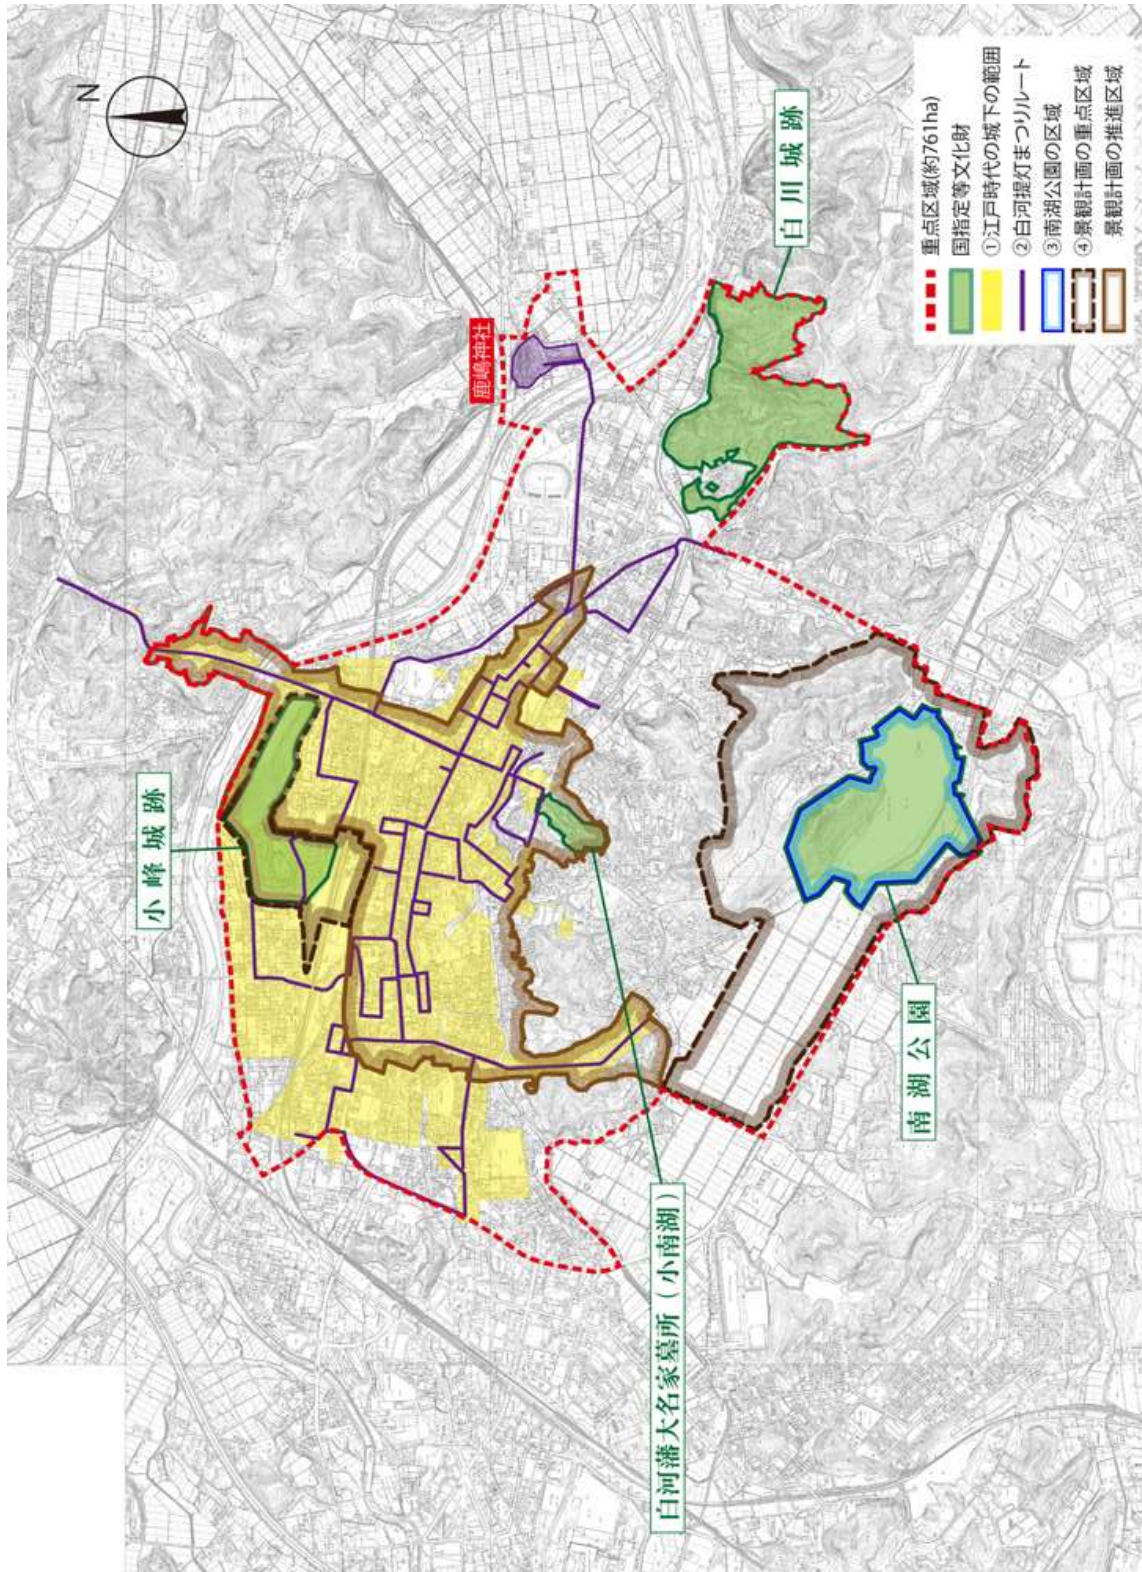 N
小峰城跡
鹿嶋神社
白川城跡
白河藩大名家墓所（小南湖）
南湖公園
重点区域(約761ha)
国指定等文化財
①江戸時代の城下の範囲
②白河提灯まつりルート
③南湖公園の区域
④景観計画の重点区域
景観計画の推進区域